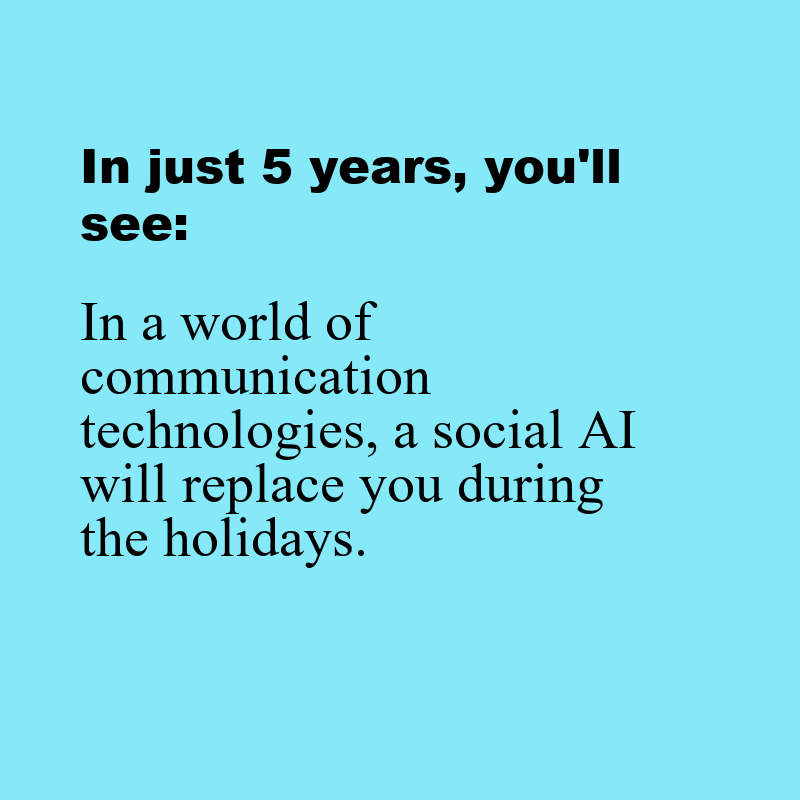 In just 5 years, you'll
see:
In a world of
communication
technologies, a social AI
will replace you during
the holidays.